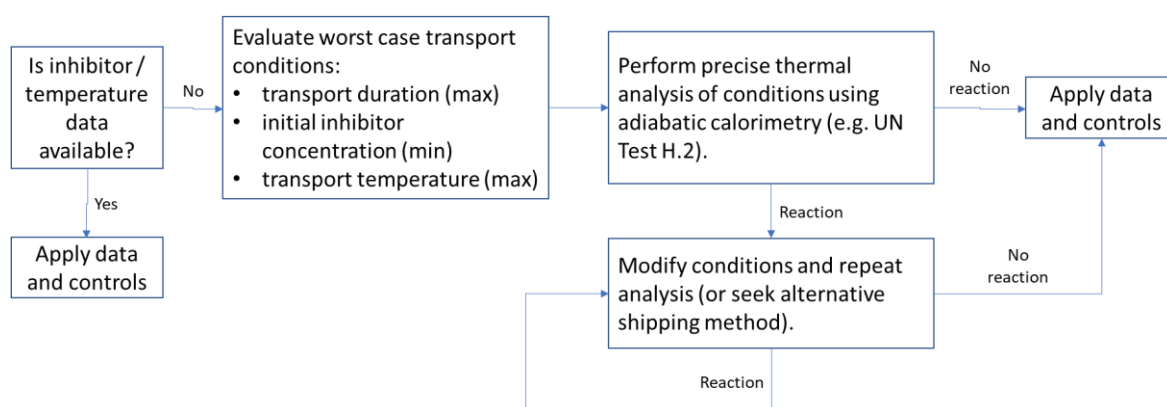 Is inhibitor /
temperature
data
available?
No
Yes
Apply data
and controls
Evaluate worst case transport
conditions:
• transport duration (max)
• initial inhibitor
concentration (min)
• transport temperature (max)
Perform precise thermal
analysis of conditions using
adiabatic calorimetry (e.g. UN
Test H.2).
No
reaction
Apply data
and controls
Reaction
Modify conditions and repeat
analysis (or seek alternative
shipping method).
No
reaction
Reaction